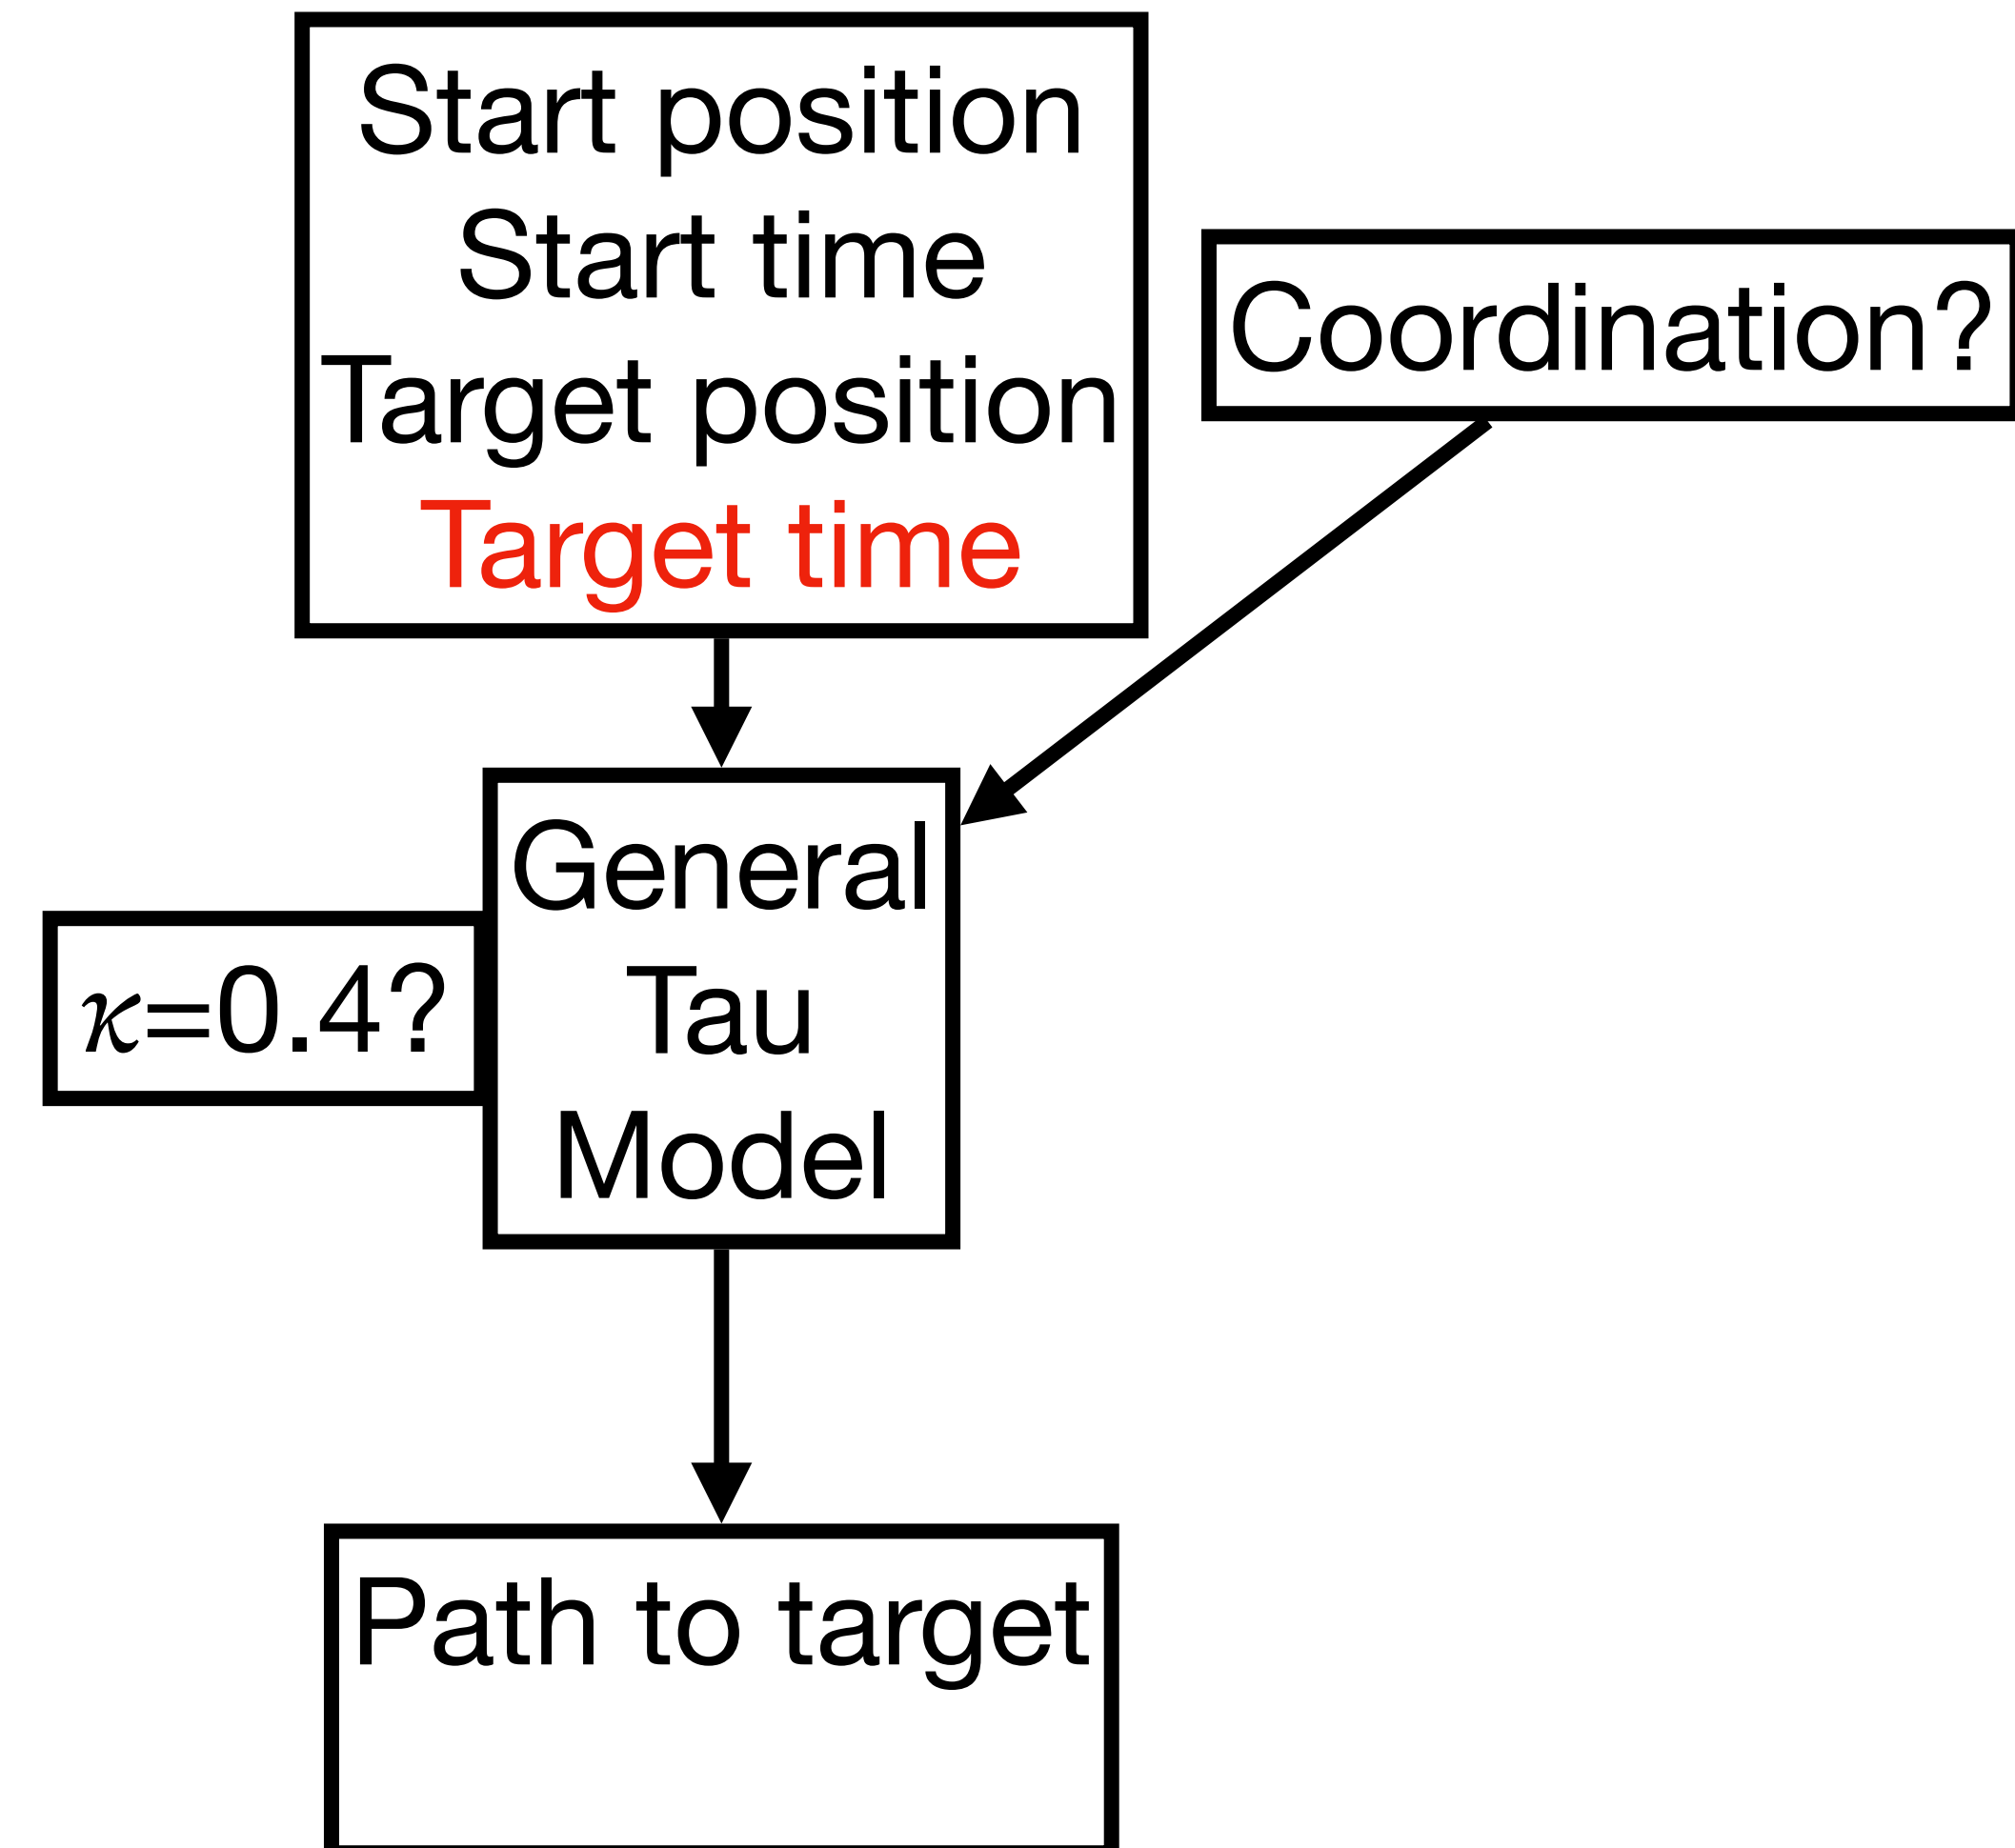 Start position
Start time
Target position
Target time
Coordination?
General
Tau
Model
𝜅=0.4?
Path to target